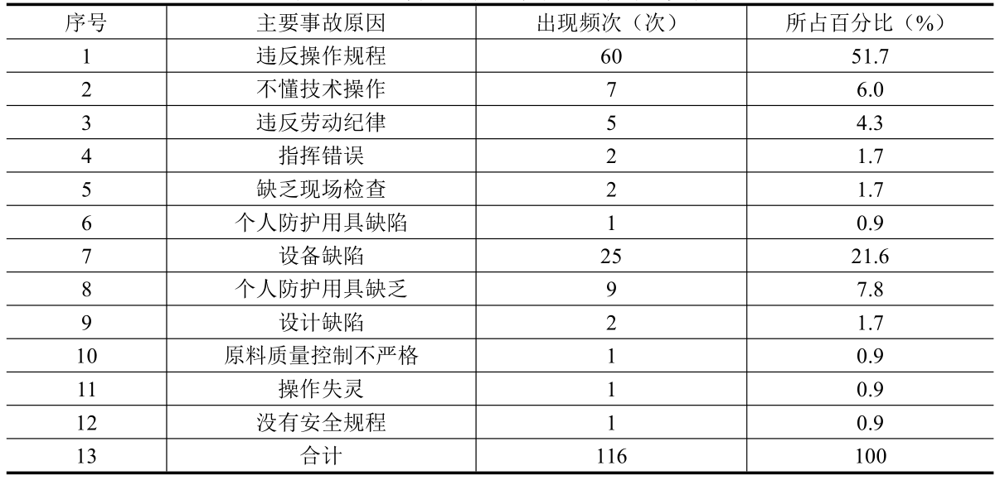 序号 主要事故原因 出现频次（次） 所占百分比（%）
1 违反操作规程 60 51.7
2 不懂技术操作 7 6.0
3 违反劳动纪律 5 4.3
4 指挥错误 2 1.7
5 缺乏现场检查 2 1.7
6 个人防护用具缺陷 1 0.9
7 设备缺陷 25 21.6
8 个人防护用具缺乏 9 7.8
9 设计缺陷 2 1.7
10 原料质量控制不严格 1 0.9
11 操作失灵 1 0.9
12 没有安全规程 1 0.9
13 合计 116 100